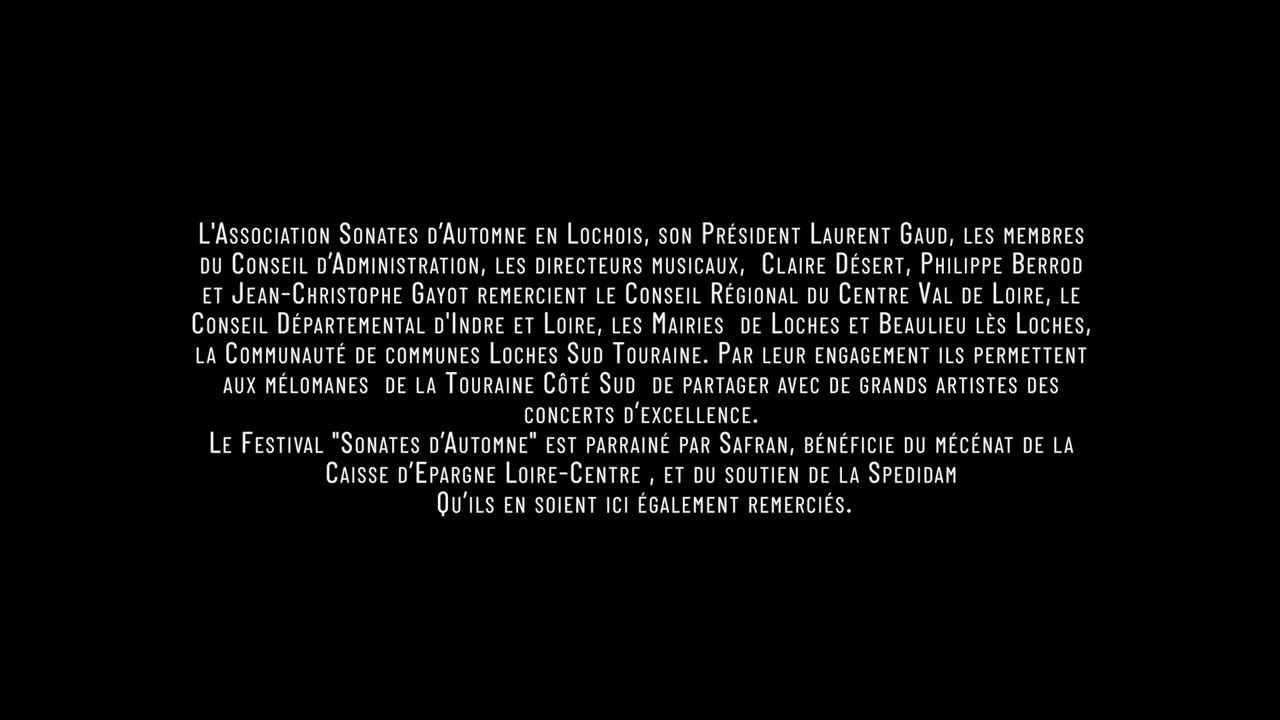 L'Association Sonates d’Automne en Lochois, son Président Laurent Gaud, les membres
du Conseil d’Administration, les directeurs musicaux, Claire Désert, Philippe Berrod
et Jean-Christophe Gayot remercient le Conseil Régional du Centre Val de Loire, le
Conseil Départemental d'Indre et Loire, les Mairies de Loches et Beaulieu lès Loches,
la Communauté de communes Loches Sud Touraine. Par leur engagement ils permettent
aux mélomanes de la Touraine Côté Sud de partager avec de grands artistes des
concerts d’excellence.
Le Festival "Sonates d’Automne" est parrainé par Safran, bénéficie du mécénat de la
Caisse d’Epargne Loire-Centre , et du soutien de la Spedidam
Qu’ils en soient ici également remerciés.